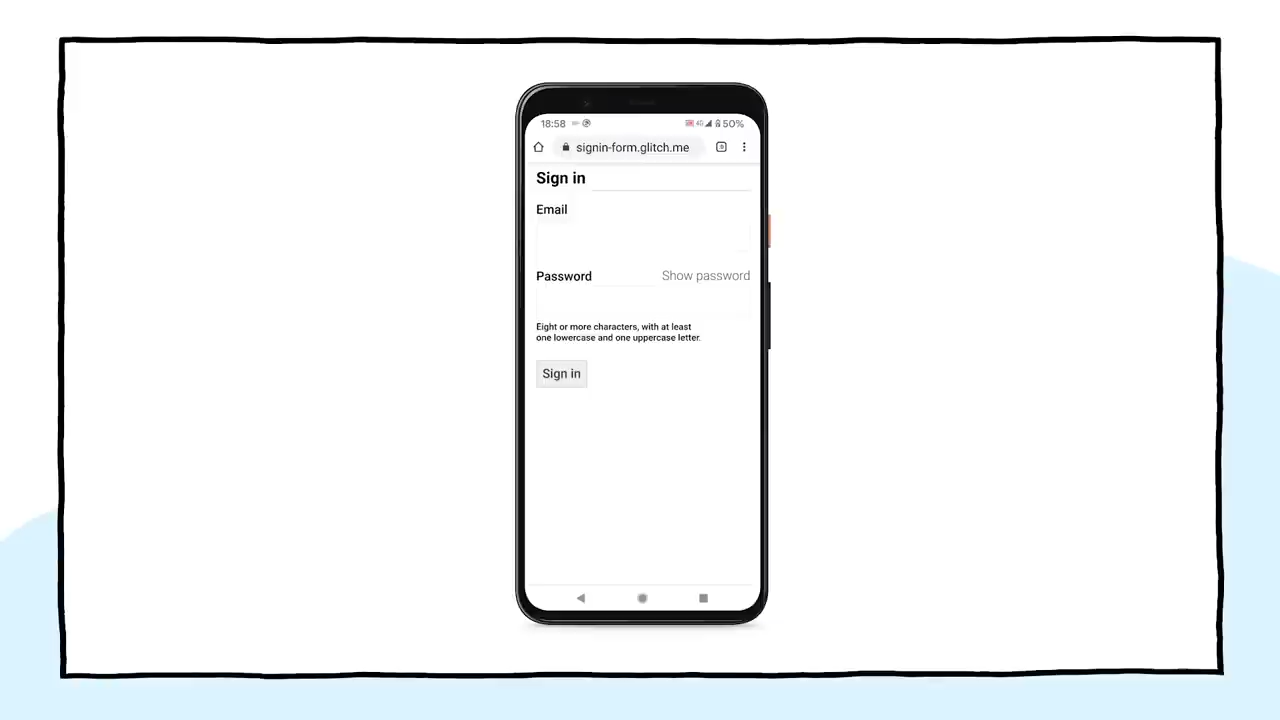 18:58
4G
50%
signin-form.glitch.me
Sign in
Email
Password
Show password
Eight or more characters, with at least
one lowercase and one uppercase letter.
Sign in